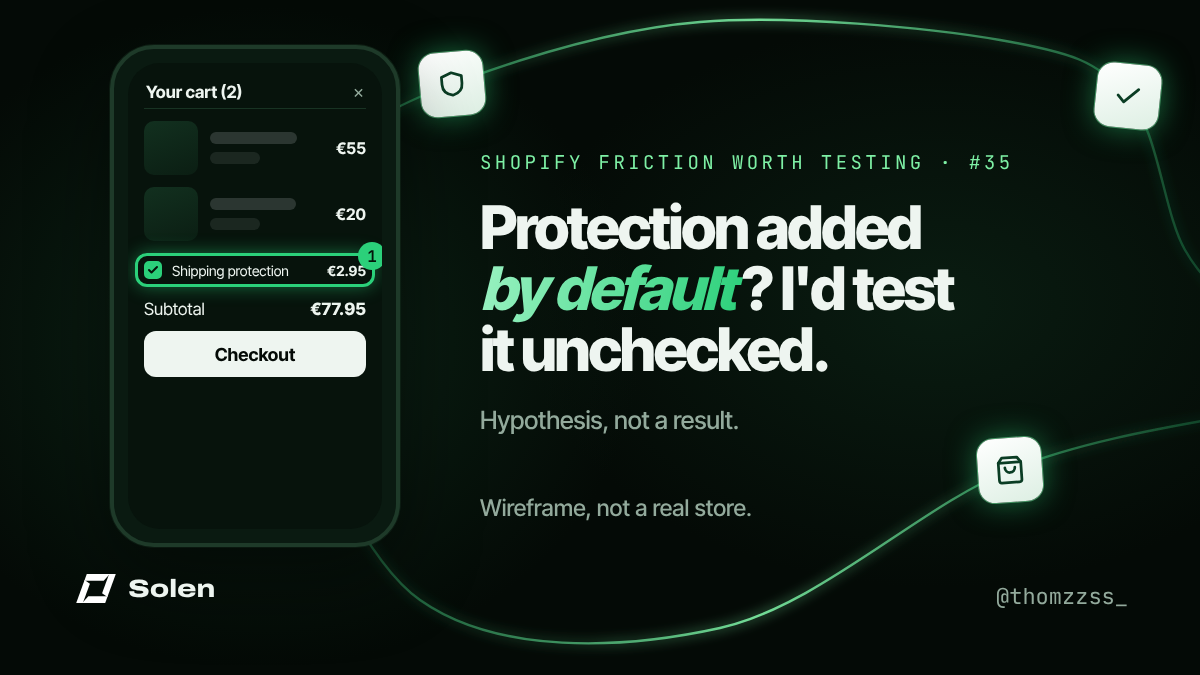 Your cart (2) ×
€55
€20
1
Shipping protection €2.95
Subtotal €77.95
Checkout
SHOPIFY FRICTION WORTH TESTING · #35
Protection added
by default? I'd test
it unchecked.
Hypothesis, not a result.
Wireframe, not a real store.
Solen
@thomzzss_